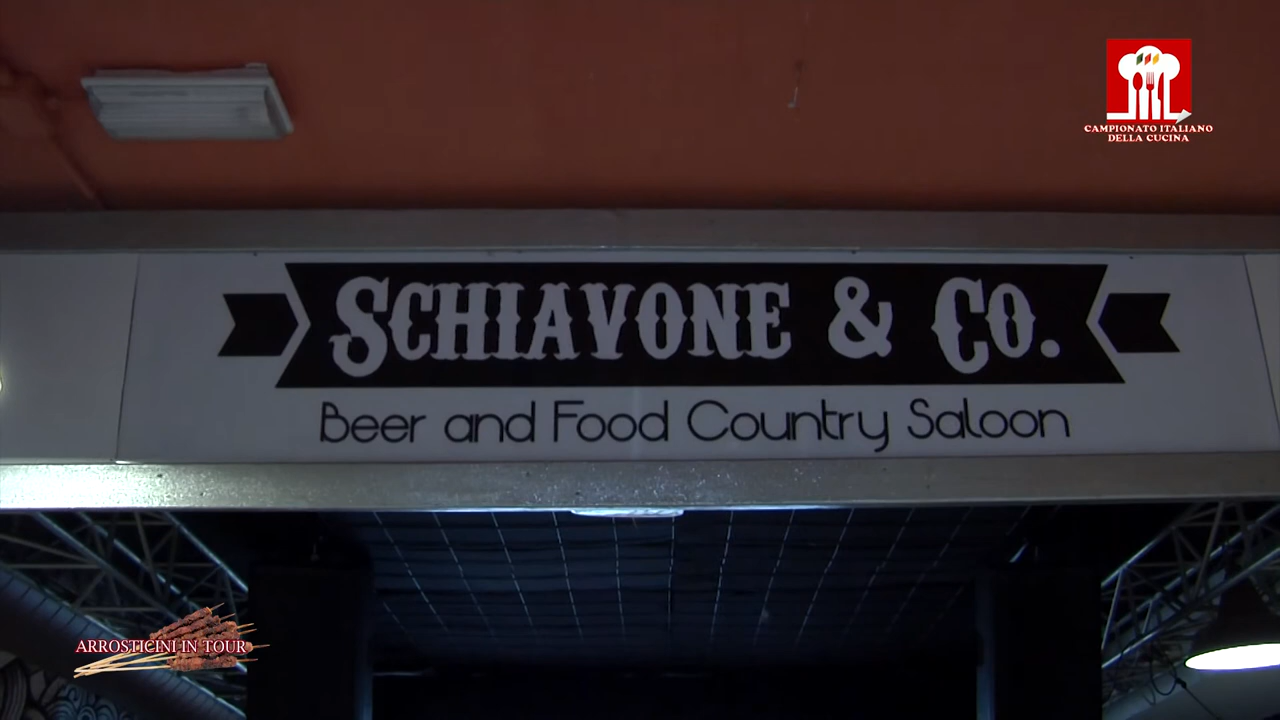 CAMPIONATO ITALIANO
DELLA CUCINA
SCHIAVONE & CO.
Beer and Food Country Saloon
ARROSTICINI IN TOUR